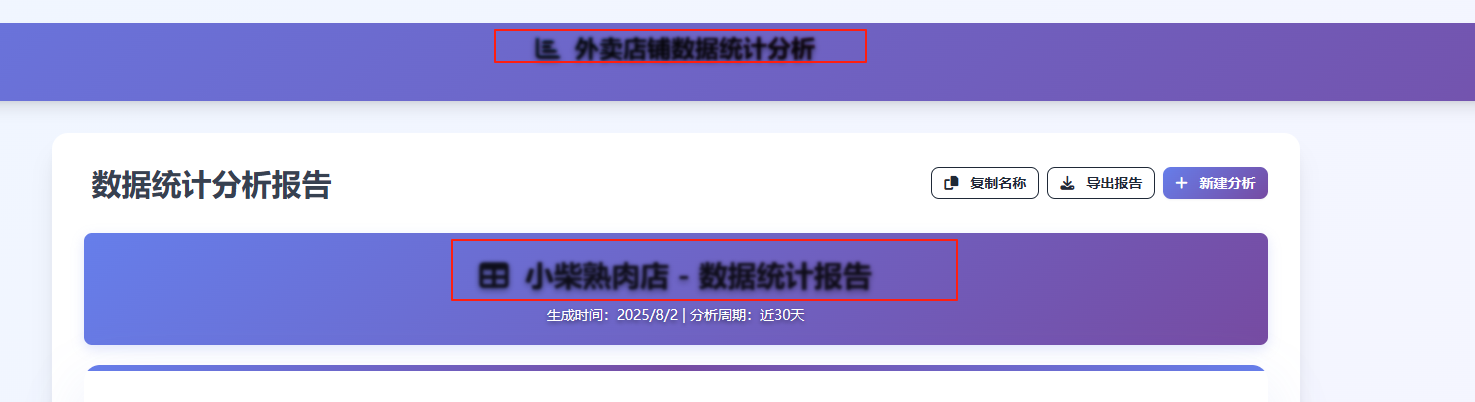 外卖店铺数据统计分析
数据统计分析报告
复制名称
导出报告
新建分析
小柴熟肉店 - 数据统计报告
生成时间：2025/8/2 | 分析周期：近30天